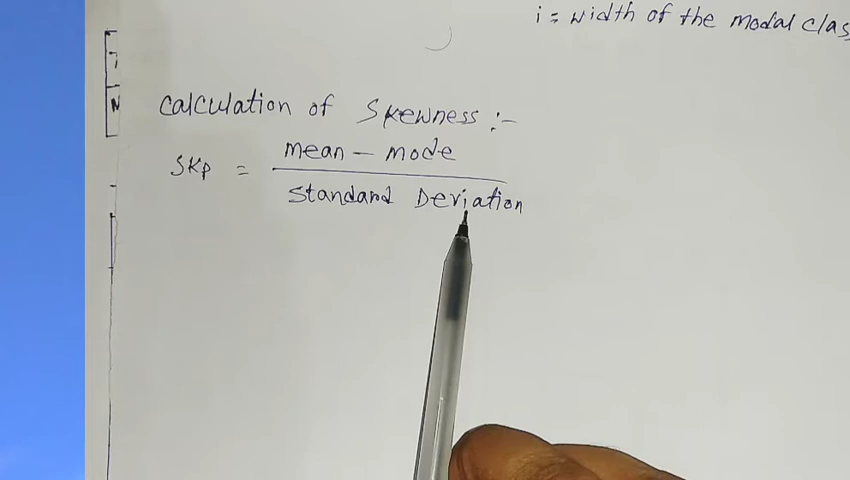 i = width of the modal clas
Calculation of Skewness :-
SKp = mean - mode
Standard Deviation